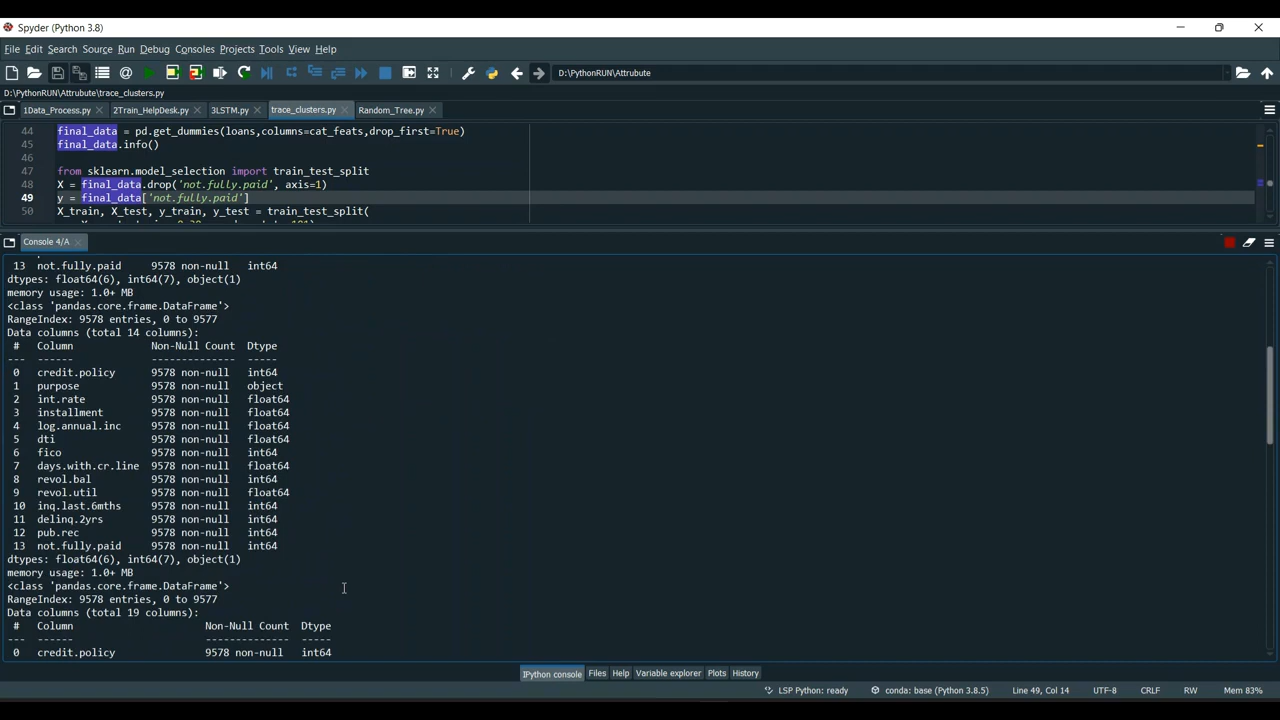 Spyder (Python 3.8)
File Edit Search Source Run Debug Consoles Projects Tools View Help
D:\PythonRUN\Attrubute
D:\PythonRUN\Attrubute\trace_clusters.py
1Data_Process.py 2Train_HelpDesk.py 3LSTM.py trace_clusters.py Random_Tree.py
44 final_data = pd.get_dummies(loans,columns=cat_feats,drop_first=True)
45 final_data.info()
46
47 from sklearn.model_selection import train_test_split
48 X = final_data.drop('not.fully.paid', axis=1)
49 y = final_data['not.fully.paid']
50 X_train, X_test, y_train, y_test = train_test_split(
Console 4/A
13 not.fully.paid 9578 non-null int64
dtypes: float64(6), int64(7), object(1)
memory usage: 1.0+ MB
<class 'pandas.core.frame.DataFrame'>
RangeIndex: 9578 entries, 0 to 9577
Data columns (total 14 columns):
# Column Non-Null Count Dtype
--- ------ -------------- -----
0 credit.policy 9578 non-null int64
1 purpose 9578 non-null object
2 int.rate 9578 non-null float64
3 installment 9578 non-null float64
4 log.annual.inc 9578 non-null float64
5 dti 9578 non-null float64
6 fico 9578 non-null int64
7 days.with.cr.line 9578 non-null float64
8 revol.bal 9578 non-null int64
9 revol.util 9578 non-null float64
10 inq.last.6mths 9578 non-null int64
11 delinq.2yrs 9578 non-null int64
12 pub.rec 9578 non-null int64
13 not.fully.paid 9578 non-null int64
dtypes: float64(6), int64(7), object(1)
memory usage: 1.0+ MB
<class 'pandas.core.frame.DataFrame'>
RangeIndex: 9578 entries, 0 to 9577
Data columns (total 19 columns):
# Column Non-Null Count Dtype
--- ------ -------------- -----
0 credit.policy 9578 non-null int64
IPython console Files Help Variable explorer Plots History
LSP Python: ready conda: base (Python 3.8.5) Line 49, Col 14 UTF-8 CRLF RW Mem 83%